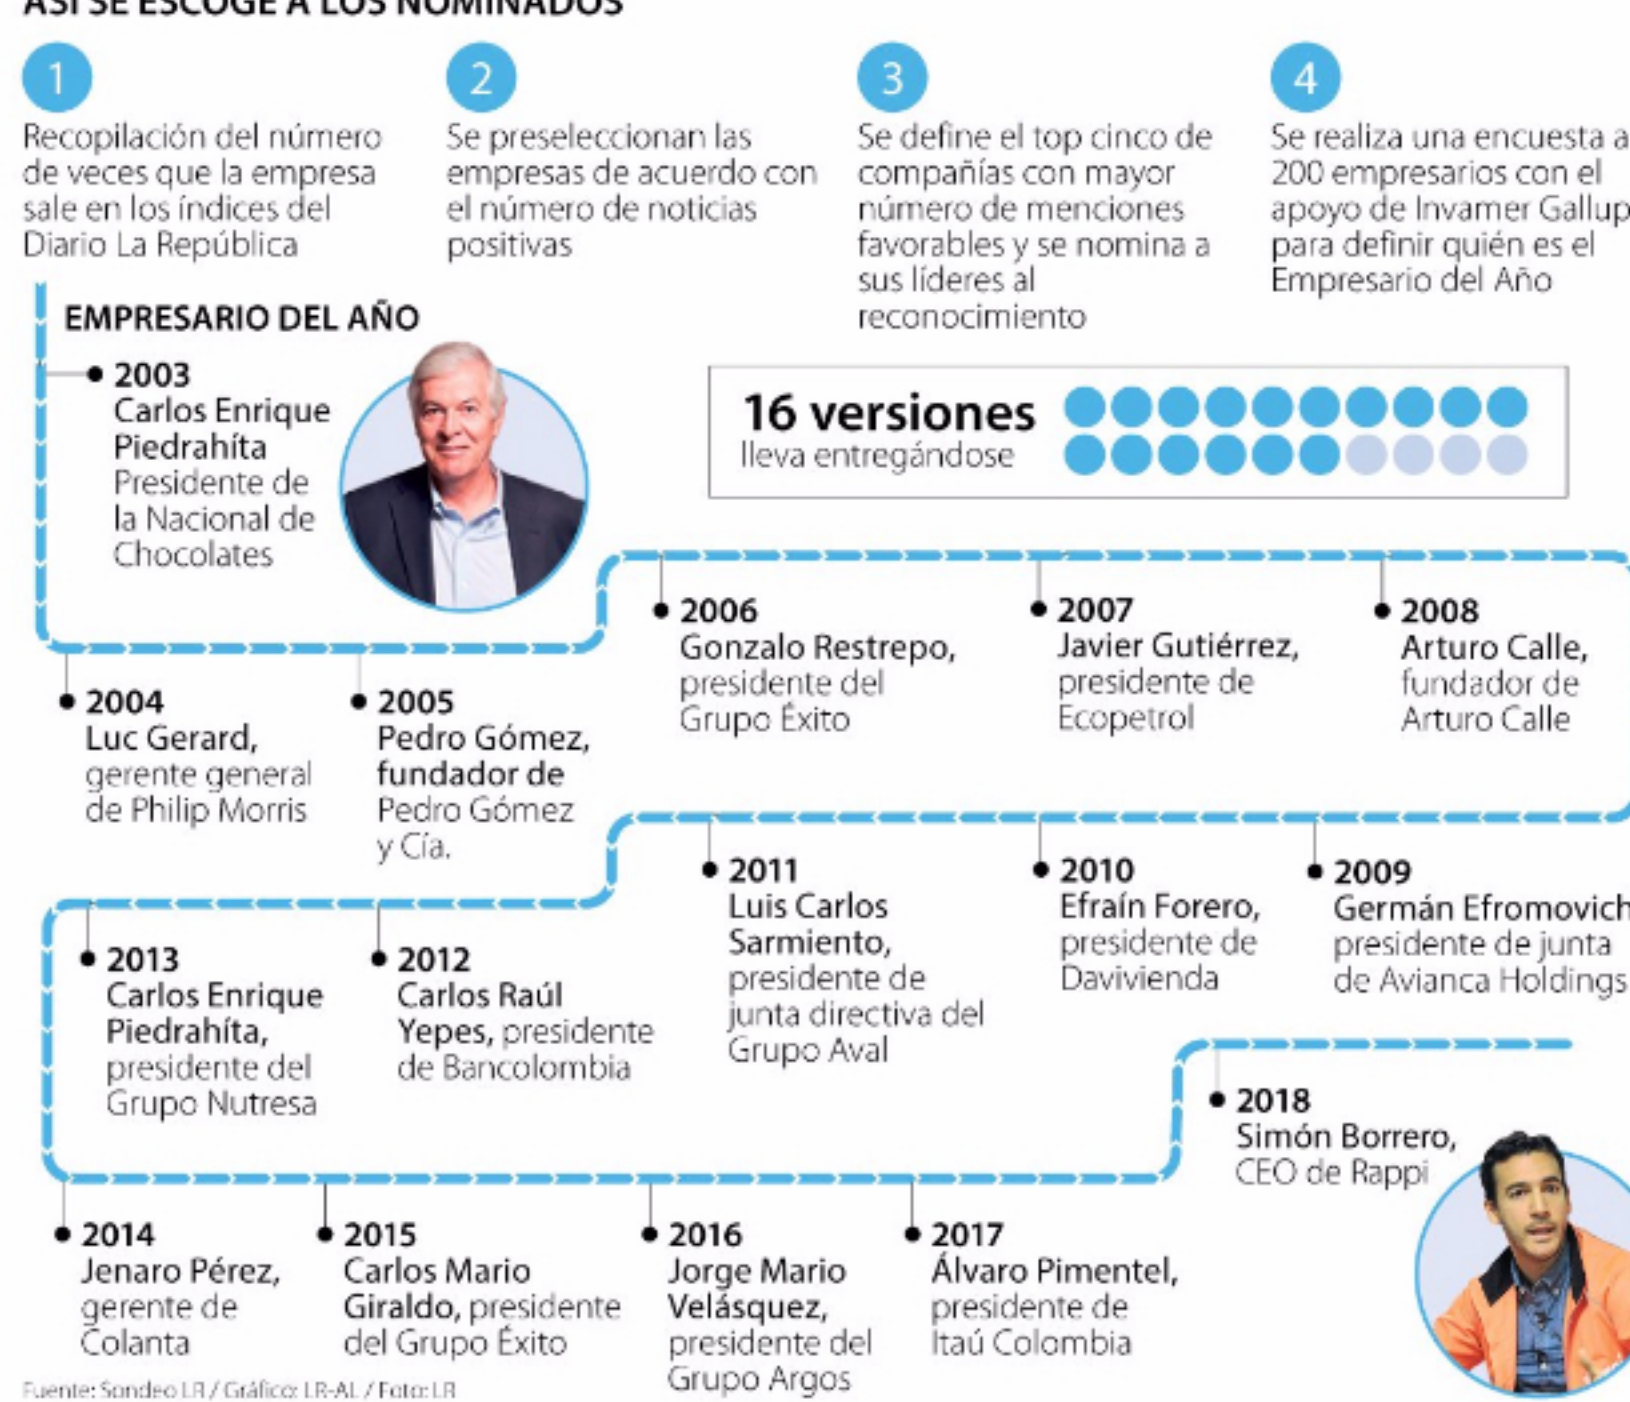 ASÍ SE ESCOGE A LOS NOMINADOS
1
Recopilación del número
de veces que la empresa
sale en los índices del
Diario La República
2
Se preseleccionan las
empresas de acuerdo con
el número de noticias
positivas
3
Se define el top cinco de
compañías con mayor
número de menciones
favorables y se nomina a
sus líderes al
reconocimiento
4
Se realiza una encuesta a
200 empresarios con el
apoyo de Invamer Gallup
para definir quién es el
Empresario del Año
EMPRESARIO DEL AÑO
2003
Carlos Enrique
Piedrahíta
Presidente de
la Nacional de
Chocolates
16 versiones
lleva entregándose
2004
Luc Gerard,
gerente general
de Philip Morris
2005
Pedro Gómez,
fundador de
Pedro Gómez
y Cía.
2006
Gonzalo Restrepo,
presidente del
Grupo Éxito
2007
Javier Gutiérrez,
presidente de
Ecopetrol
2008
Arturo Calle,
fundador de
Arturo Calle
2009
Germán Efromovich
presidente de junta
de Avianca Holdings
2010
Efraín Forero,
presidente de
Davivienda
2011
Luis Carlos
Sarmiento,
presidente de
junta directiva del
Grupo Aval
2012
Carlos Raúl
Yepes, presidente
de Bancolombia
2013
Carlos Enrique
Piedrahíta,
presidente del
Grupo Nutresa
2014
Jenaro Pérez,
gerente de
Colanta
2015
Carlos Mario
Giraldo, presidente
del Grupo Éxito
2016
Jorge Mario
Velásquez,
presidente del
Grupo Argos
2017
Álvaro Pimentel,
presidente de
Itaú Colombia
2018
Simón Borrero,
CEO de Rappi
Fuente: Sondeo LR / Gráfico: LR-AL / Foto: LR